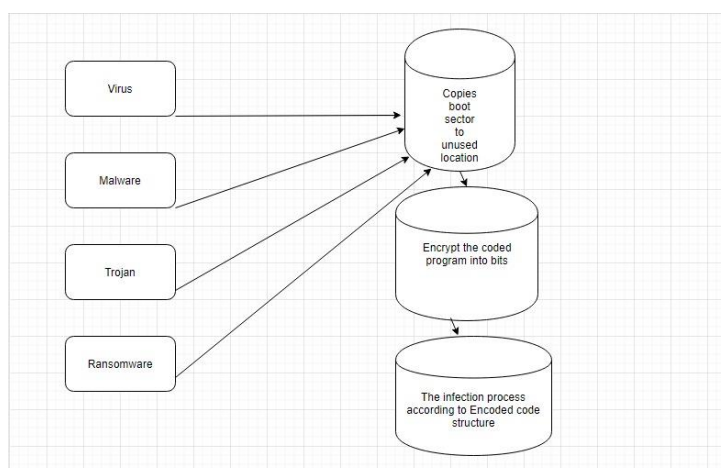 Virus
Malware
Trojan
Ransomware
Copies
boot
sector
to
unused
location
Encrypt the coded
program into bits
The infection process
according to Encoded code
structure